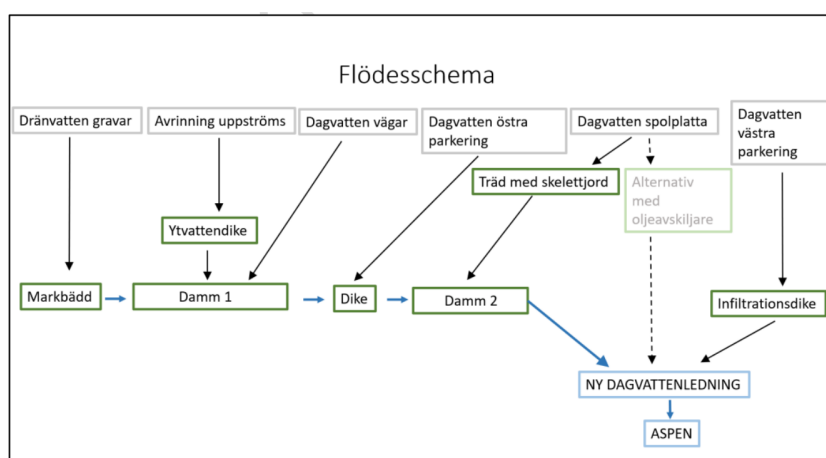 Flödesschema
Dränvatten gravar
Avrinning uppströms
Dagvatten vägar
Dagvatten östra
parkering
Dagvatten spolplatta
Dagvatten
västra
parkering
Träd med skelettjord
Alternativ
med
oljeavskiljare
Ytvattendike
Markbädd
Damm 1
Dike
Damm 2
Infiltrationsdike
NY DAGVATTENLEDNING
ASPEN